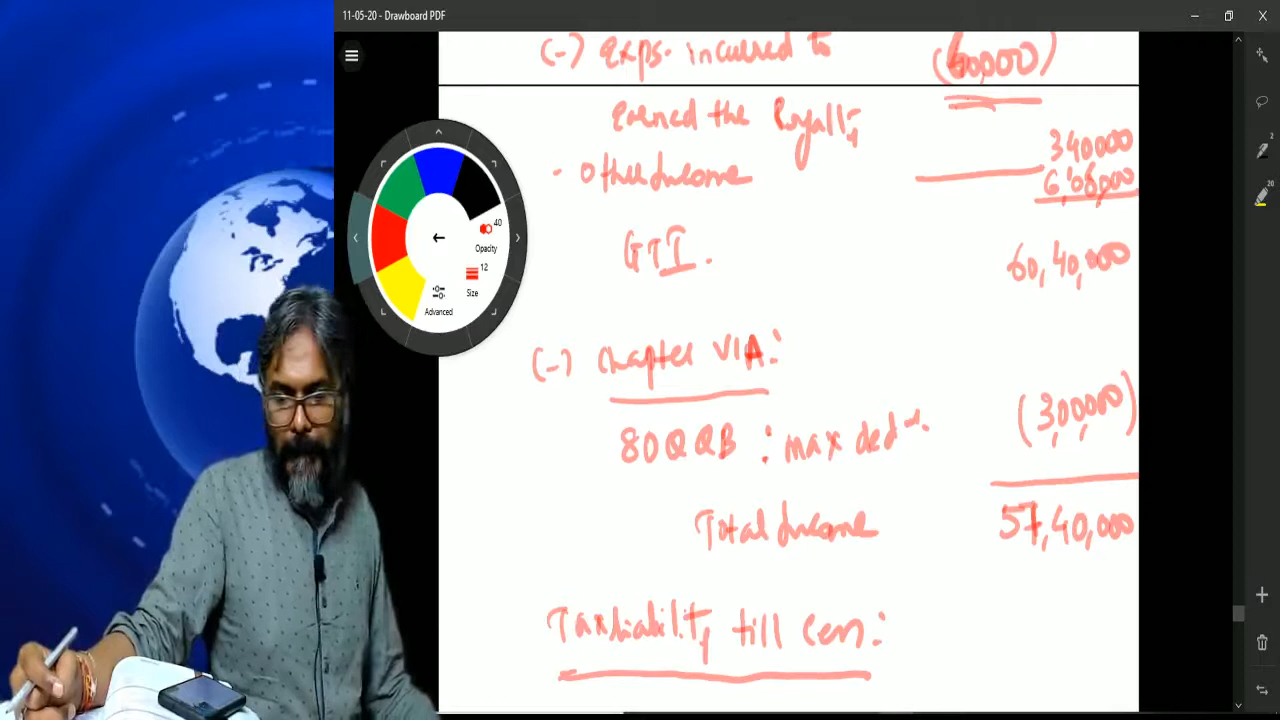 11-05-20 - Drawboard PDF
(-) Exps. incurred to (60,000)
Earned the Royalty 340000
- Other Income 6,08,000
GTI. 60,40,000
40
Opacity
12
Size
Advanced
20
(-) Chapter VIA:
80QQB : max dedn. (3,00,000)
Total Income 57,40,000
Tax liability till Cess: